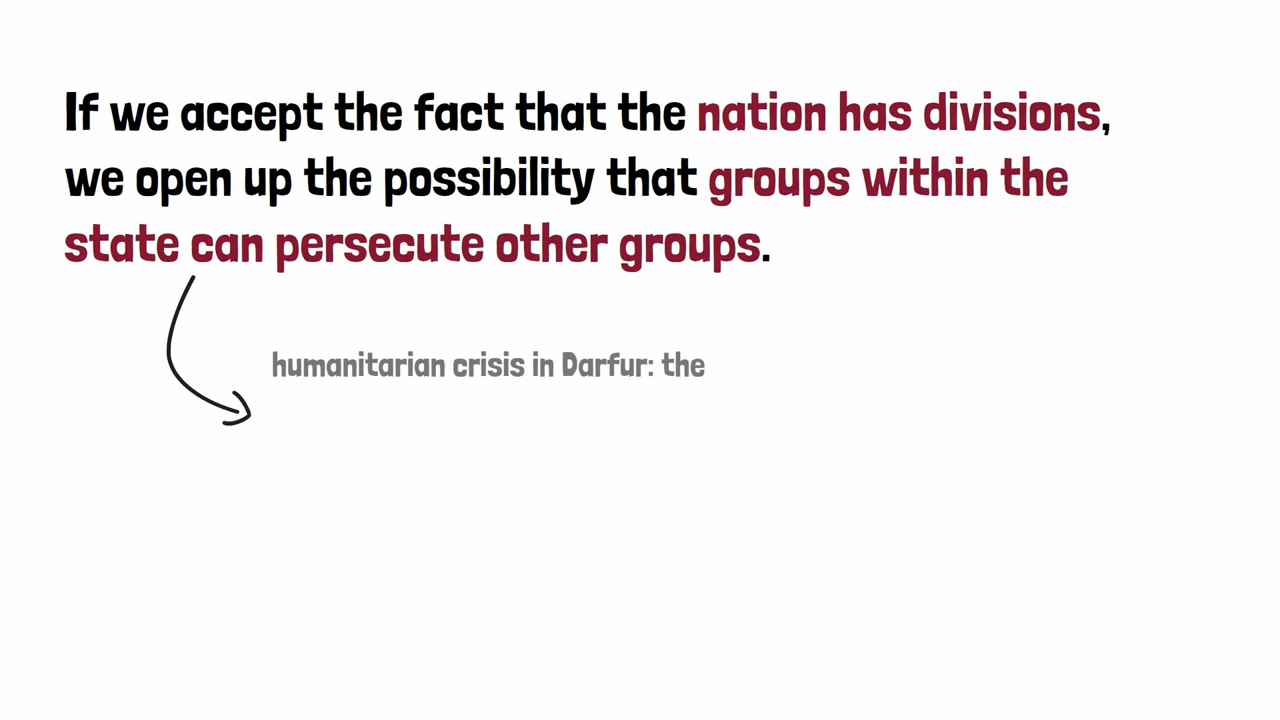 If we accept the fact that the nation has divisions,
we open up the possibility that groups within the
state can persecute other groups.
humanitarian crisis in Darfur: the